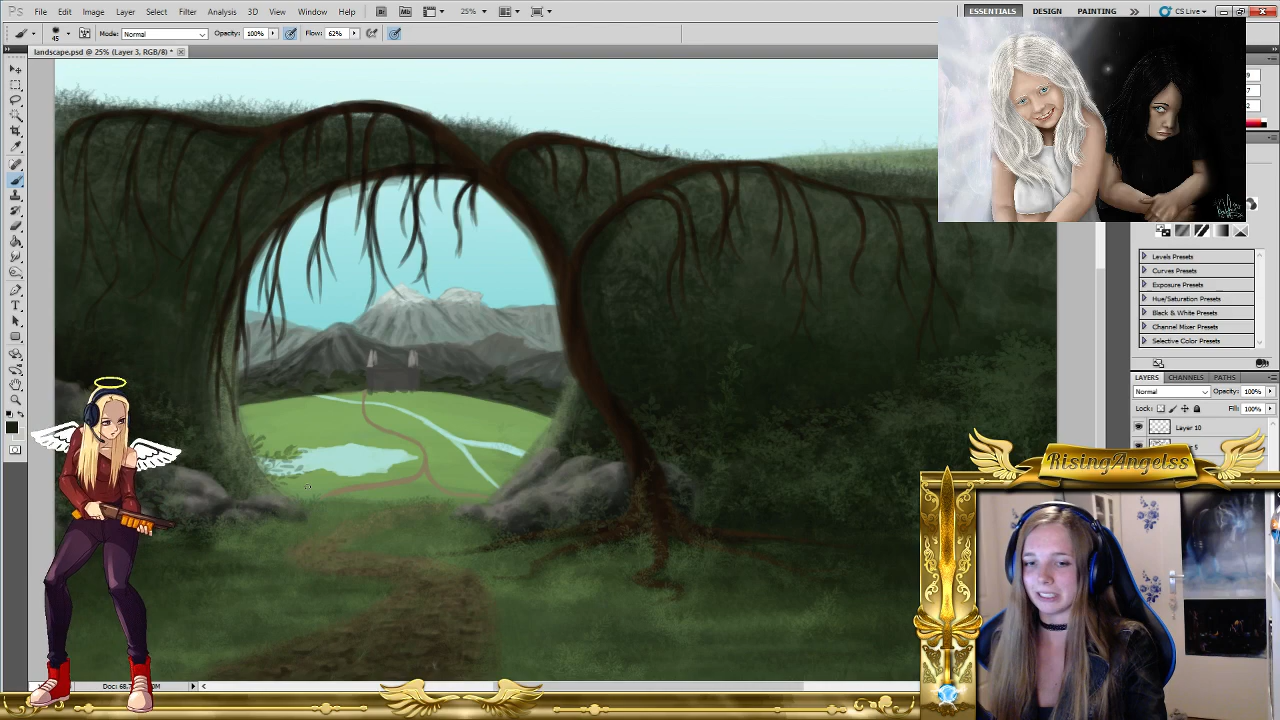 Ps File Edit Image Layer Select Filter Analysis 3D View Window Help Br Mb 25% ESSENTIALS DESIGN PAINTING CS Live
45 Mode: Normal Opacity: 100% Flow: 62%
landscape.psd @ 25% (Layer 3, RGB/8) *
Levels Presets
Curves Presets
Exposure Presets
Hue/Saturation Presets
Black & White Presets
Channel Mixer Presets
Selective Color Presets
LAYERS CHANNELS PATHS
Normal Opacity: 100%
Lock: Fill: 100%
Layer 10
RisingAngelss